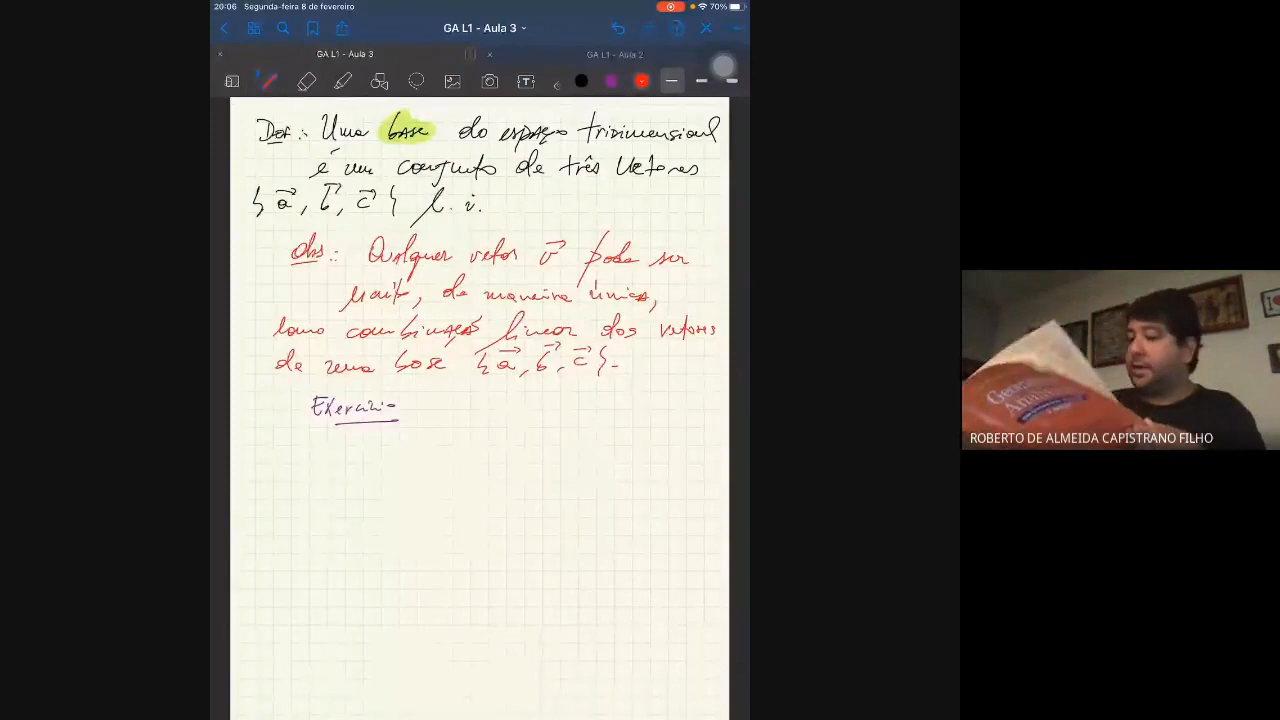 20:06 Segunda-feira 8 de fevereiro 70%
GA L1 - Aula 3
GA L1 - Aula 3 GA L1 - Aula 2
Def.: Uma base do espaço tridimensional
é um conjunto de três vetores
{ a, b, c } l. i.
Obs.: Qualquer vetor v pode ser
de maneira única,
como combinação linear dos vetores
de uma base { a, b, c }.
Exercício
Geometria Analítica
ROBERTO DE ALMEIDA CAPISTRANO FILHO